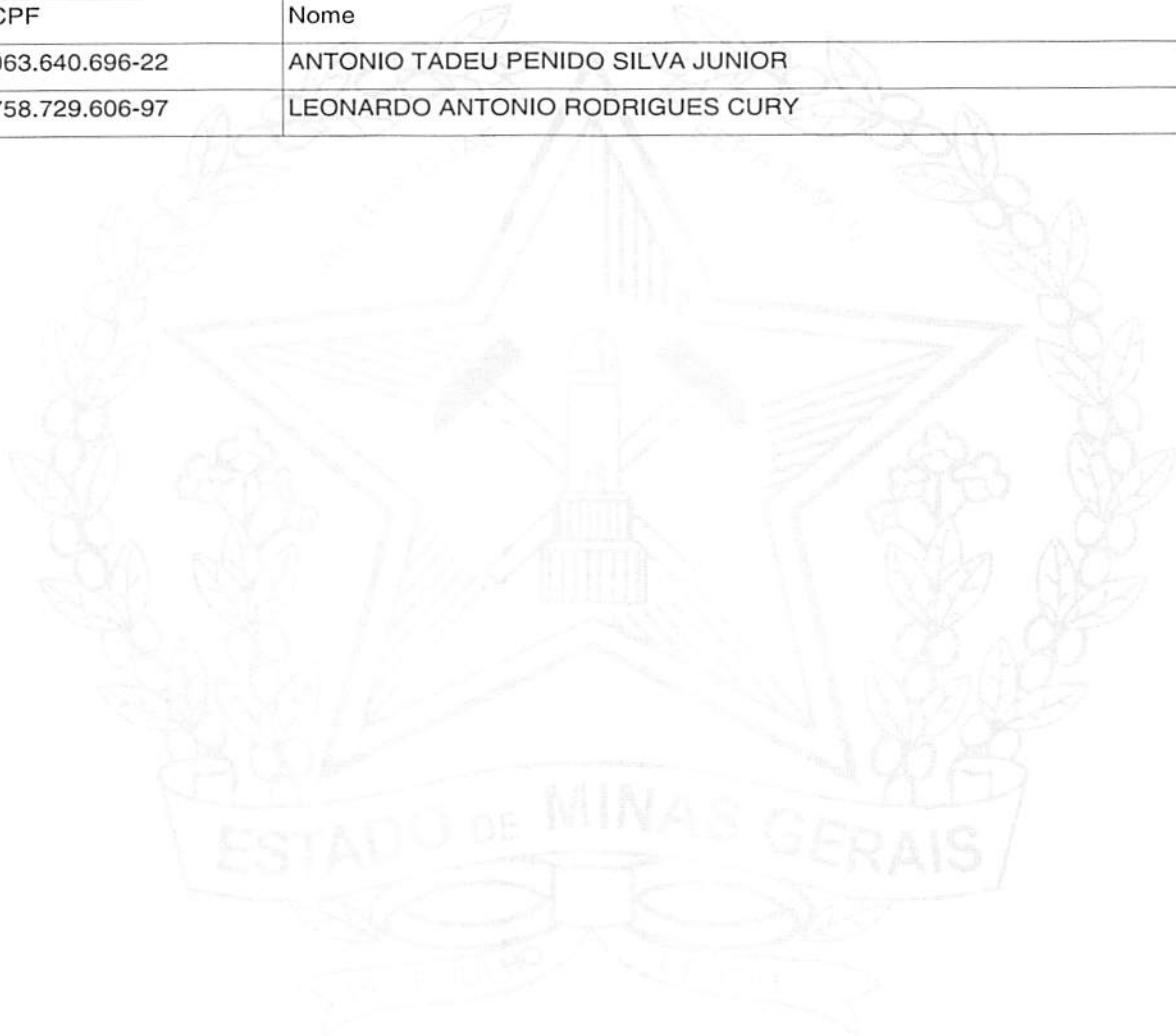 CPF Nome
063.640.696-22 ANTONIO TADEU PENIDO SILVA JUNIOR
758.729.606-97 LEONARDO ANTONIO RODRIGUES CURY
ESTADO DE MINAS GERAIS